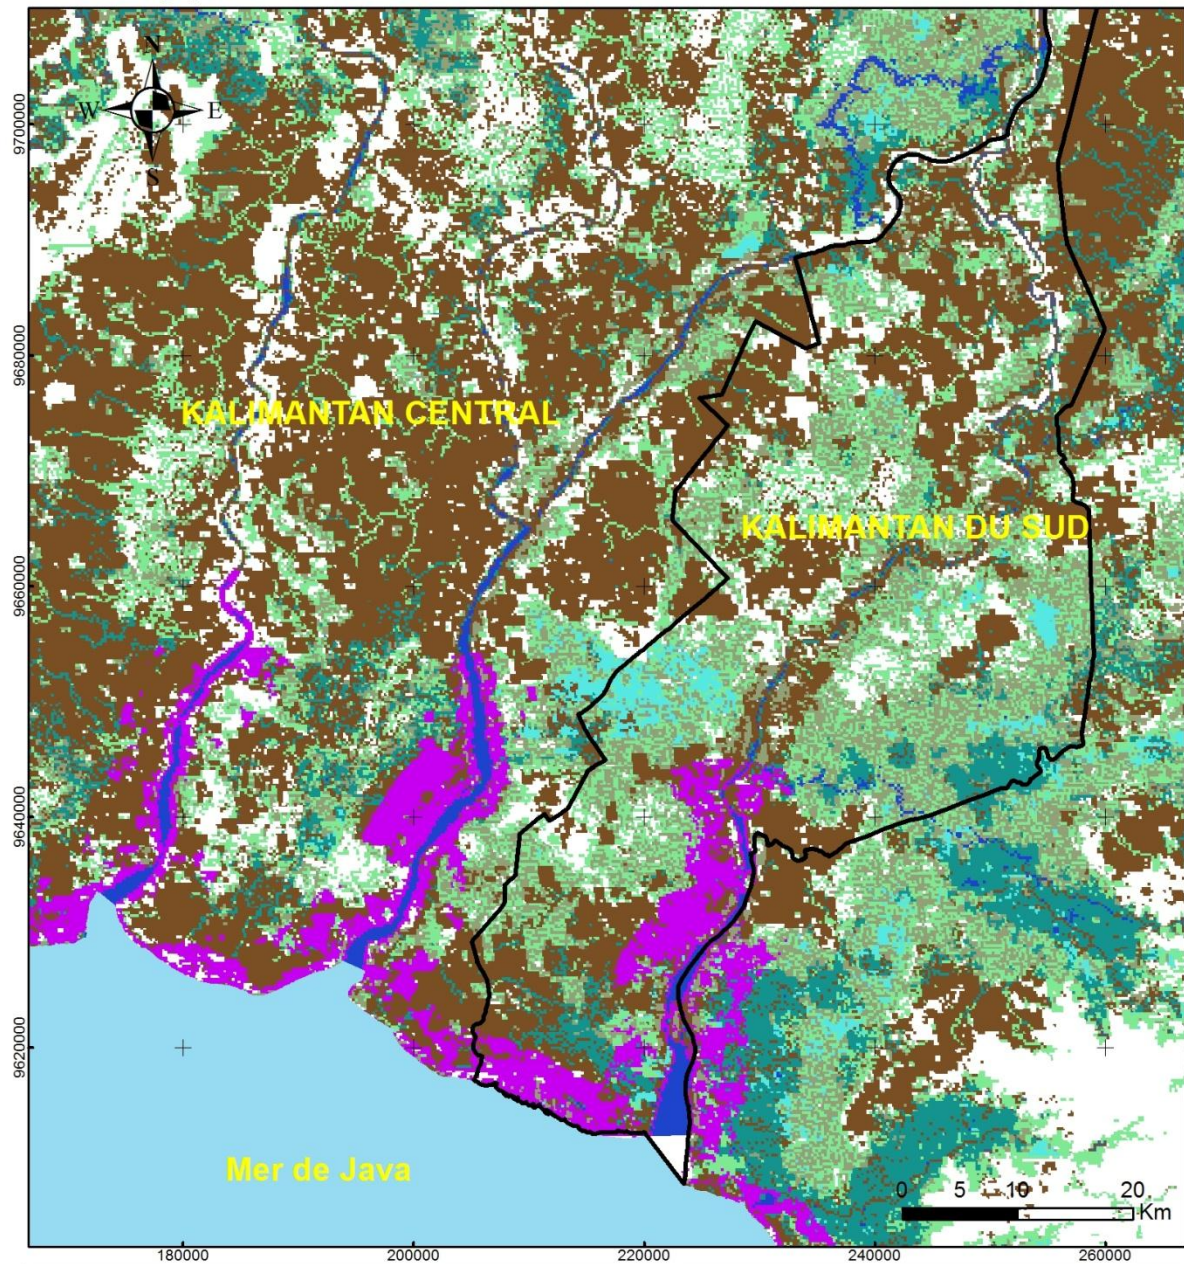 N
W E
S
9700000
9680000
KALIMANTAN CENTRAL
KALIMANTAN DU SUD
9660000
9640000
9620000
Mer de Java
0 5 10 20
Km
180000 200000 220000 240000 260000